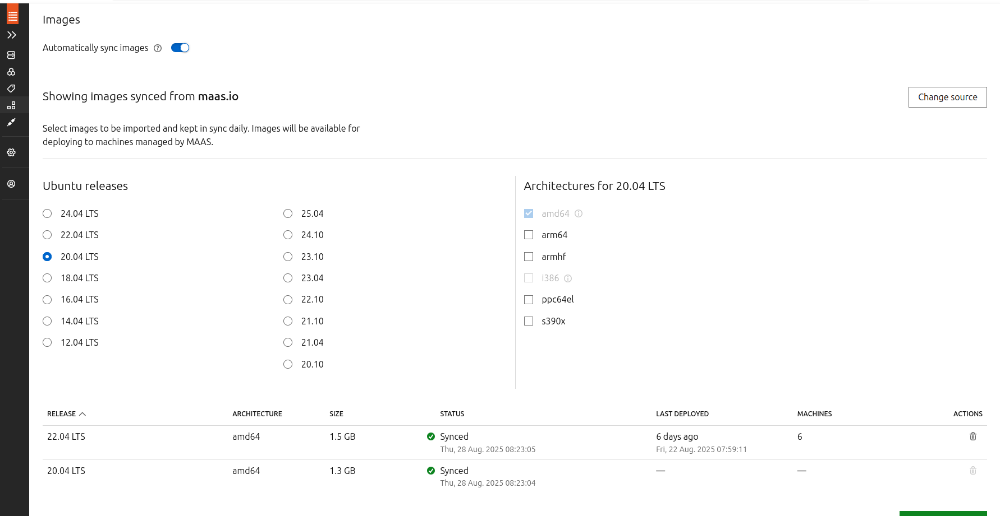 Images
Automatically sync images
Showing images synced from maas.io
Change source
Select images to be imported and kept in sync daily. Images will be available for
deploying to machines managed by MAAS.
Ubuntu releases
24.04 LTS
22.04 LTS
20.04 LTS
18.04 LTS
16.04 LTS
14.04 LTS
12.04 LTS
25.04
24.10
23.10
23.04
22.10
21.10
21.04
20.10
Architectures for 20.04 LTS
amd64
arm64
armhf
i386
ppc64el
s390x
RELEASE ARCHITECTURE SIZE STATUS LAST DEPLOYED MACHINES ACTIONS
22.04 LTS amd64 1.5 GB Synced 6 days ago 6
Thu, 28 Aug. 2025 08:23:05 Fri, 22 Aug. 2025 07:59:11
20.04 LTS amd64 1.3 GB Synced — —
Thu, 28 Aug. 2025 08:23:04